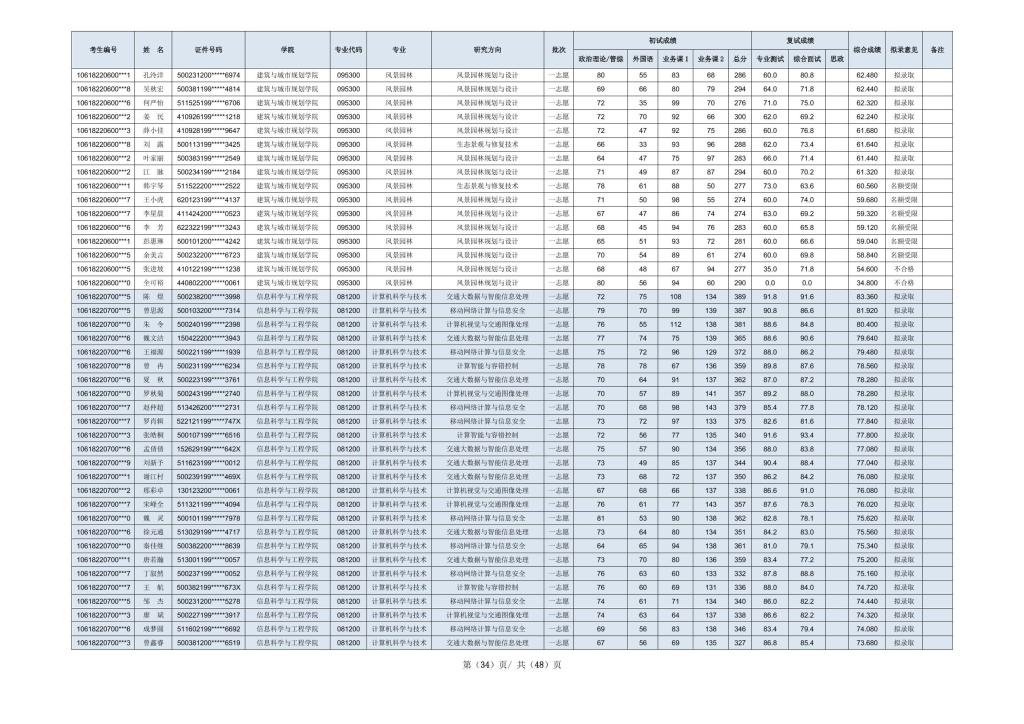 考生编号 姓 名 证件号码 学院 专业代码 专业 研究方向 批次 初试成绩 复试成绩 综合成绩 拟录意见 备注
政治理论/管综 外国语 业务课1 业务课2 总分 专业测试 综合面试 思政
10618220600***1 孔泠洋 500231200*****6974 建筑与城市规划学院 095300 风景园林 风景园林规划与设计 一志愿 80 55 83 68 286 60.0 80.8 62.480 拟录取
10618220600***8 吴秋宏 500381199*****4814 建筑与城市规划学院 095300 风景园林 风景园林规划与设计 一志愿 69 66 80 79 294 64.0 71.8 62.440 拟录取
10618220600***6 何严怡 511525199*****6706 建筑与城市规划学院 095300 风景园林 风景园林规划与设计 一志愿 72 35 99 70 276 71.0 75.0 62.320 拟录取
10618220600***2 姜 民 410926199*****1218 建筑与城市规划学院 095300 风景园林 风景园林规划与设计 一志愿 72 70 92 66 300 62.0 69.2 62.240 拟录取
10618220600***3 薛小佳 410928199*****9647 建筑与城市规划学院 095300 风景园林 风景园林规划与设计 一志愿 72 47 92 75 286 60.0 76.8 61.680 拟录取
10618220600***8 刘 露 500113199*****3425 建筑与城市规划学院 095300 风景园林 生态景观与修复技术 一志愿 66 33 93 96 288 62.0 73.4 61.640 拟录取
10618220600***2 叶家丽 500383199*****2549 建筑与城市规划学院 095300 风景园林 风景园林规划与设计 一志愿 64 47 75 97 283 66.0 71.4 61.440 拟录取
10618220600***2 江 脉 500234199*****2184 建筑与城市规划学院 095300 风景园林 风景园林规划与设计 一志愿 71 49 87 87 294 60.0 70.2 61.320 拟录取
10618220600***1 韩宇琴 511522200*****2522 建筑与城市规划学院 095300 风景园林 生态景观与修复技术 一志愿 78 61 88 50 277 73.0 63.6 60.560 名额受限
10618220600***7 王小虎 620123199*****4137 建筑与城市规划学院 095300 风景园林 风景园林规划与设计 一志愿 71 50 98 55 274 60.0 74.0 59.680 名额受限
10618220600***7 李星晨 411424200*****0523 建筑与城市规划学院 095300 风景园林 风景园林规划与设计 一志愿 67 47 86 74 274 63.0 69.2 59.320 名额受限
10618220600***6 李 芳 622322199*****3243 建筑与城市规划学院 095300 风景园林 风景园林规划与设计 一志愿 68 45 94 76 283 60.0 65.8 59.120 名额受限
10618220600***1 彭惠琳 500101200*****4242 建筑与城市规划学院 095300 风景园林 风景园林规划与设计 一志愿 65 51 93 72 281 60.0 66.6 59.040 名额受限
10618220600***5 余美言 500232200*****6723 建筑与城市规划学院 095300 风景园林 风景园林规划与设计 一志愿 70 54 89 61 274 60.0 69.8 58.840 名额受限
10618220600***5 张进坡 410122199*****1238 建筑与城市规划学院 095300 风景园林 风景园林规划与设计 一志愿 68 48 67 94 277 35.0 71.8 54.600 不合格
10618220600***0 全可裕 440802200*****0061 建筑与城市规划学院 095300 风景园林 风景园林规划与设计 一志愿 80 56 94 60 290 0.0 0.0 34.800 不合格
10618220700***5 陈 煜 500238200*****3998 信息科学与工程学院 081200 计算机科学与技术 交通大数据与智能信息处理 一志愿 72 75 108 134 389 91.8 91.6 83.360 拟录取
10618220700***5 曾思源 500103200*****7314 信息科学与工程学院 081200 计算机科学与技术 移动网络计算与信息安全 一志愿 79 70 99 139 387 90.8 86.6 81.920 拟录取
10618220700***0 朱 令 500240199*****2398 信息科学与工程学院 081200 计算机科学与技术 计算机视觉与交通图像处理 一志愿 76 55 112 138 381 88.6 84.8 80.400 拟录取
10618220700***6 魏文洁 150422200*****3943 信息科学与工程学院 081200 计算机科学与技术 交通大数据与智能信息处理 一志愿 77 74 75 139 365 88.6 90.6 79.640 拟录取
10618220700***6 王福源 500221199*****1939 信息科学与工程学院 081200 计算机科学与技术 移动网络计算与信息安全 一志愿 75 72 96 129 372 88.0 86.2 79.480 拟录取
10618220700***8 曾 冉 500231199*****6234 信息科学与工程学院 081200 计算机科学与技术 计算智能与容错控制 一志愿 78 78 67 136 359 89.8 87.6 78.560 拟录取
10618220700***6 夏 秋 500223199*****3761 信息科学与工程学院 081200 计算机科学与技术 交通大数据与智能信息处理 一志愿 70 64 91 137 362 87.0 87.2 78.280 拟录取
10618220700***0 罗秋菊 500243199*****2740 信息科学与工程学院 081200 计算机科学与技术 计算机视觉与交通图像处理 一志愿 70 57 89 141 357 89.2 88.0 78.280 拟录取
10618220700***7 赵梓超 513426200*****2731 信息科学与工程学院 081200 计算机科学与技术 移动网络计算与信息安全 一志愿 70 68 98 143 379 85.4 77.8 78.120 拟录取
10618220700***7 罗肖辑 522121199*****747X 信息科学与工程学院 081200 计算机科学与技术 移动网络计算与信息安全 一志愿 73 72 97 133 375 82.6 81.6 77.840 拟录取
10618220700***3 张皓桐 500107199*****6516 信息科学与工程学院 081200 计算机科学与技术 计算智能与容错控制 一志愿 72 56 77 135 340 91.6 93.4 77.800 拟录取
10618220700***6 孟倩倩 152629199*****642X 信息科学与工程学院 081200 计算机科学与技术 交通大数据与智能信息处理 一志愿 75 57 90 134 356 88.0 83.8 77.080 拟录取
10618220700***9 刘新予 511623199*****0012 信息科学与工程学院 081200 计算机科学与技术 交通大数据与智能信息处理 一志愿 73 49 85 137 344 90.4 88.4 77.040 拟录取
10618220700***1 谢江村 500239199*****469X 信息科学与工程学院 081200 计算机科学与技术 交通大数据与智能信息处理 一志愿 73 68 72 137 350 86.2 84.2 76.080 拟录取
10618220700***2 邢彩卓 130123200*****0061 信息科学与工程学院 081200 计算机科学与技术 计算机视觉与交通图像处理 一志愿 67 68 66 137 338 86.6 91.0 76.080 拟录取
10618220700***7 宋峰全 511321199*****4094 信息科学与工程学院 081200 计算机科学与技术 计算机视觉与交通图像处理 一志愿 76 61 77 143 357 87.6 78.3 76.020 拟录取
10618220700***0 魏 灵 500101199*****7978 信息科学与工程学院 081200 计算机科学与技术 移动网络计算与信息安全 一志愿 81 53 90 138 362 82.8 78.1 75.620 拟录取
10618220700***6 徐元通 513029199*****4717 信息科学与工程学院 081200 计算机科学与技术 交通大数据与智能信息处理 一志愿 73 64 80 134 351 84.2 83.0 75.560 拟录取
10618220700***0 秦佳继 500382200*****8639 信息科学与工程学院 081200 计算机科学与技术 移动网络计算与信息安全 一志愿 64 65 94 138 361 81.0 79.1 75.340 拟录取
10618220700***1 唐若瀚 513001199*****0057 信息科学与工程学院 081200 计算机科学与技术 交通大数据与智能信息处理 一志愿 73 70 80 136 359 83.4 77.2 75.200 拟录取
10618220700***7 丁叙然 500237199*****0052 信息科学与工程学院 081200 计算机科学与技术 移动网络计算与信息安全 一志愿 76 63 60 133 332 87.8 88.8 75.160 拟录取
10618220700***7 王 航 500382199*****673X 信息科学与工程学院 081200 计算机科学与技术 计算智能与容错控制 一志愿 76 60 69 131 336 88.0 84.0 74.720 拟录取
10618220700***5 邹 杰 500231200*****5278 信息科学与工程学院 081200 计算机科学与技术 移动网络计算与信息安全 一志愿 74 61 71 134 340 86.0 82.2 74.440 拟录取
10618220700***3 廖 斌 500227199*****3917 信息科学与工程学院 081200 计算机科学与技术 计算机视觉与交通图像处理 一志愿 74 63 64 137 338 86.6 82.2 74.320 拟录取
10618220700***6 成梦圆 511602199*****6692 信息科学与工程学院 081200 计算机科学与技术 移动网络计算与信息安全 一志愿 69 56 83 138 346 83.4 79.4 74.080 拟录取
10618220700***3 曾鑫睿 500381200*****6519 信息科学与工程学院 081200 计算机科学与技术 交通大数据与智能信息处理 一志愿 67 56 69 135 327 86.8 85.4 73.680 拟录取
第（34）页/ 共（48）页